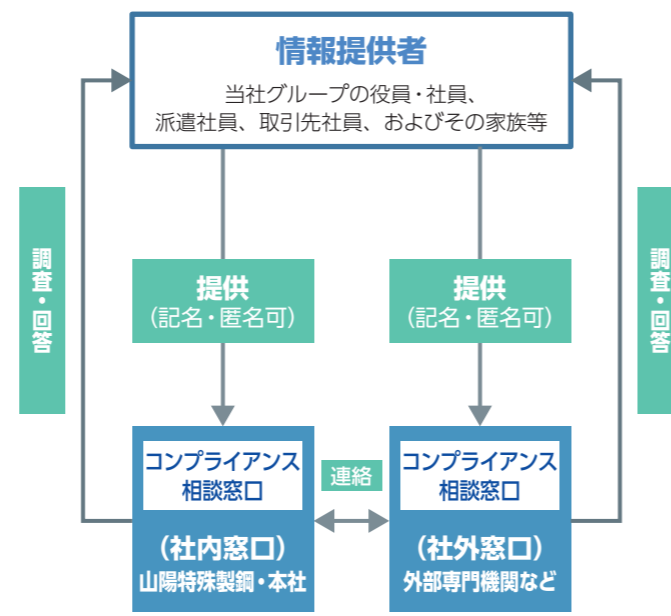 情報提供者
当社グループの役員・社員、
派遣社員、取引先社員、およびその家族等
調査・回答
提供
（記名・匿名可）
提供
（記名・匿名可）
調査・回答
コンプライアンス
相談窓口
（社内窓口）
山陽特殊製鋼・本社
連絡
コンプライアンス
相談窓口
（社外窓口）
外部専門機関など